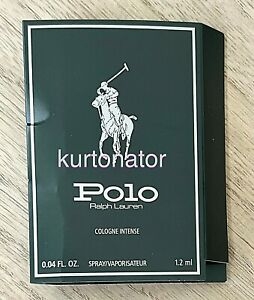 kurtonator
Polo
Ralph Lauren
COLOGNE INTENSE
0.04 FL. OZ. SPRAY/VAPORISATEUR 1.2 ml